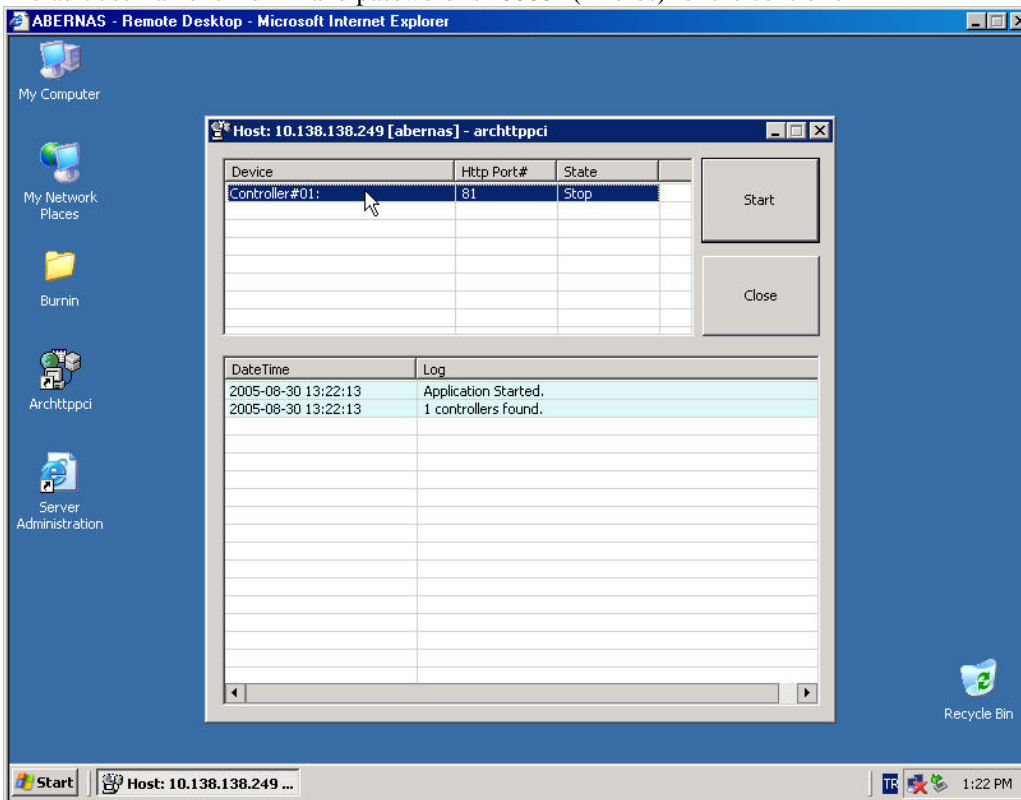 ABERNAS - Remote Desktop - Microsoft Internet Explorer
My Computer
My Network
Places
Burnin
Archttppci
Server
Administration
Host: 10.138.138.249 [abernas] - archttppci
Device Http Port# State
Controller#01: 81 Stop
Start
Close
DateTime Log
2005-08-30 13:22:13 Application Started.
2005-08-30 13:22:13 1 controllers found.
Recycle Bin
Start Host: 10.138.138.249 ... TR 1:22 PM